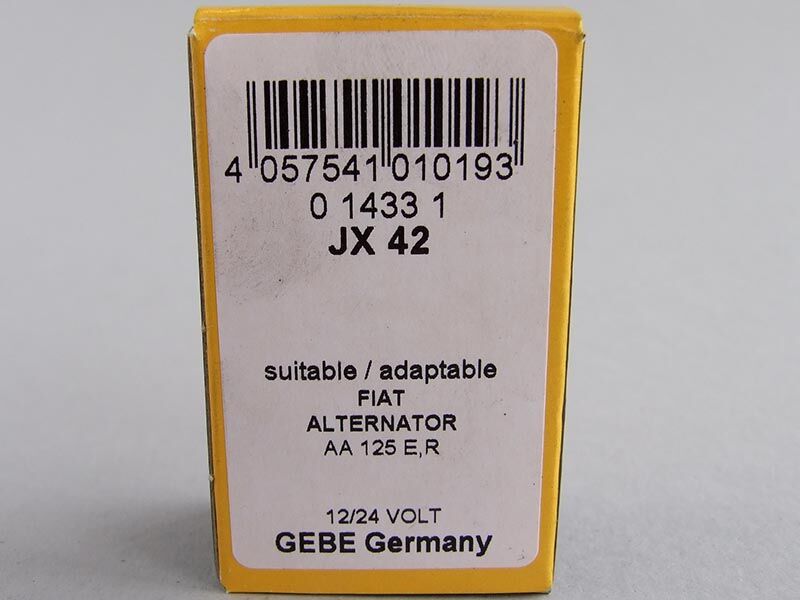 4 057541 010193
0 1433 1
JX 42
suitable / adaptable
FIAT
ALTERNATOR
AA 125 E,R
12/24 VOLT
GEBE Germany